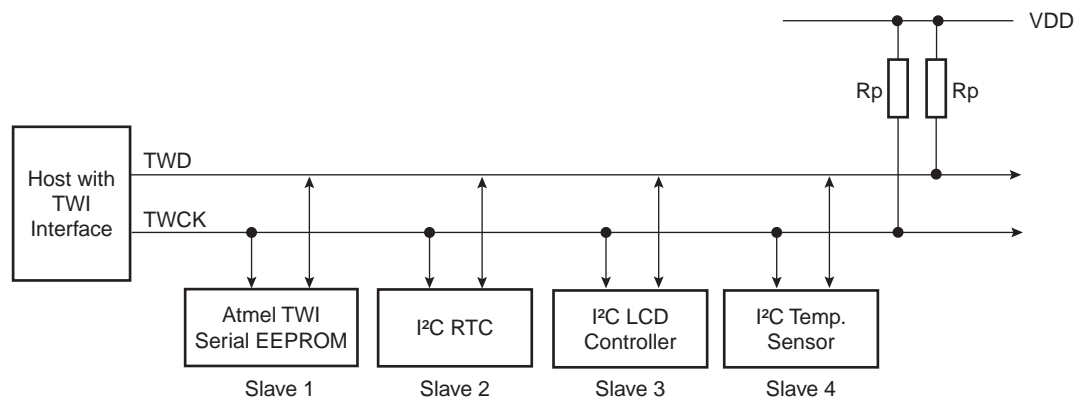 VDD
Rp
Rp
Host with
TWI
Interface
TWD
TWCK
Atmel TWI
Serial EEPROM
I²C RTC
I²C LCD
Controller
I²C Temp.
Sensor
Slave 1
Slave 2
Slave 3
Slave 4